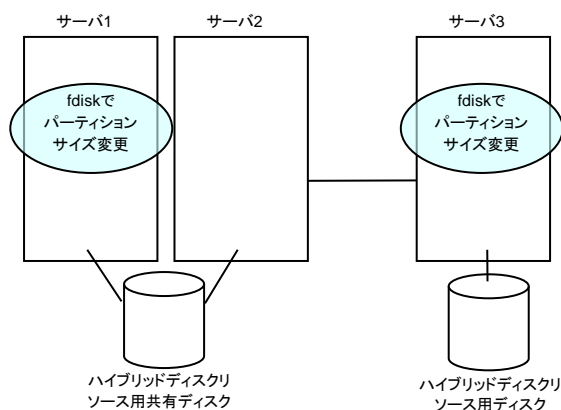 サーバ1
サーバ2
サーバ3
fdiskで
パーティション
サイズ変更
fdiskで
パーティション
サイズ変更
ハイブリッドディスクリ
ソース用共有ディスク
ハイブリッドディスクリ
ソース用ディスク